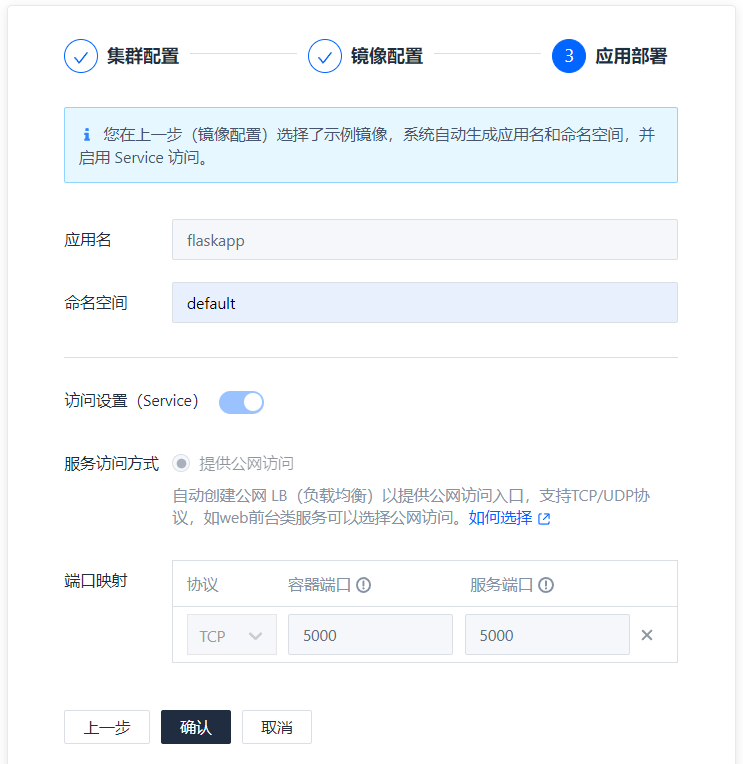 集群配置 镜像配置 3 应用部署
您在上一步（镜像配置）选择了示例镜像，系统自动生成应用名和命名空间，并
启用 Service 访问。
应用名 flaskapp
命名空间 default
访问设置（Service）
服务访问方式 提供公网访问
自动创建公网 LB（负载均衡）以提供公网访问入口，支持TCP/UDP协
议，如web前台类服务可以选择公网访问。如何选择
端口映射 协议 容器端口 服务端口
TCP 5000 5000
上一步 确认 取消